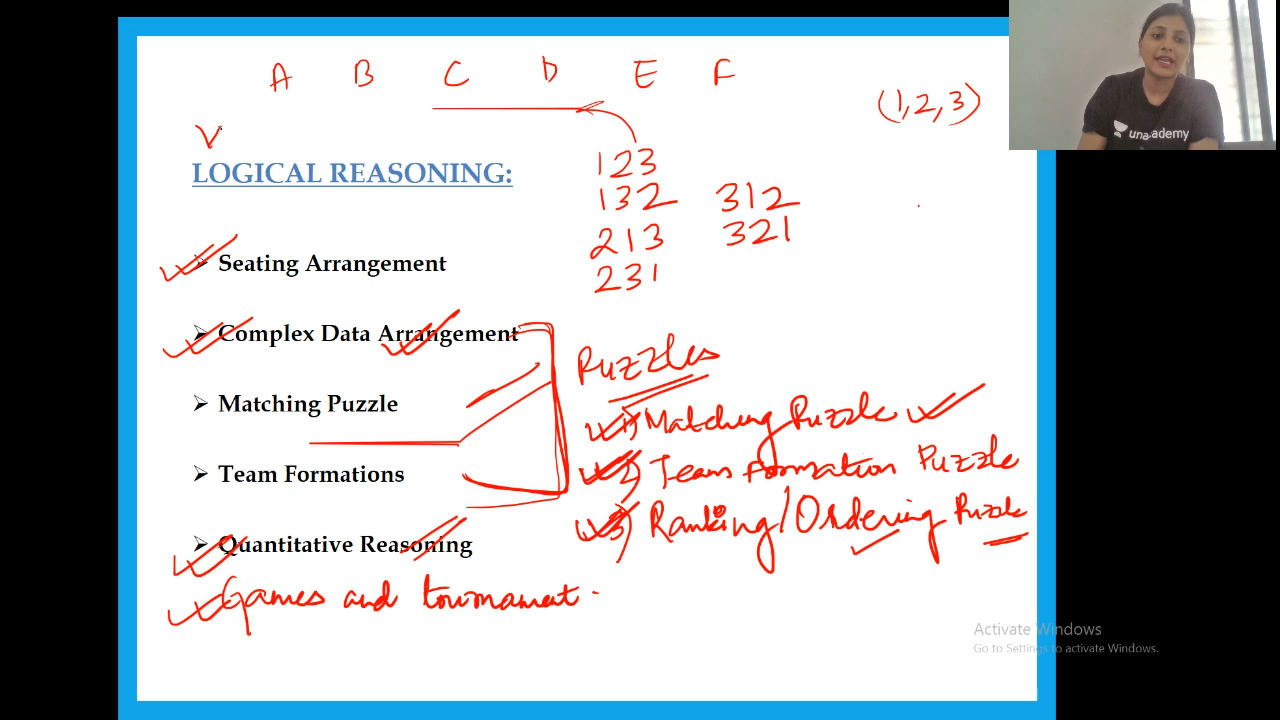 A B C D E F
(1,2,3)
unacademy
LOGICAL REASONING:
123
132 312
213 321
231
Seating Arrangement
Complex Data Arrangement
Puzzles
Matching Puzzle
1) Matching Puzzle
Team Formations
2) Team Formation Puzzle
3) Ranking/Ordering Puzzle
Quantitative Reasoning
Games and tournament.
Activate Windows
Go to Settings to activate Windows.